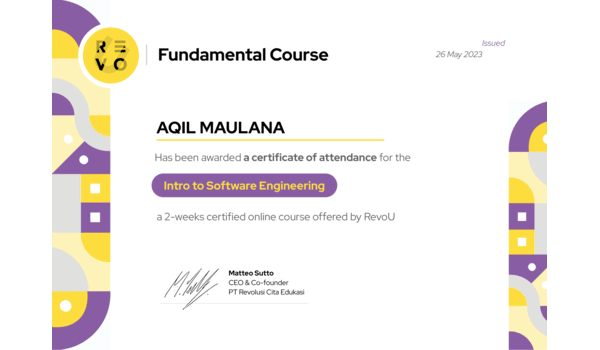 RE
VO
Fundamental Course
Issued
26 May 2023
AQIL MAULANA
Has been awarded a certificate of attendance for the
Intro to Software Engineering
a 2-weeks certified online course offered by RevoU
Matteo Sutto
CEO & Co-founder
PT Revolusi Cita Edukasi